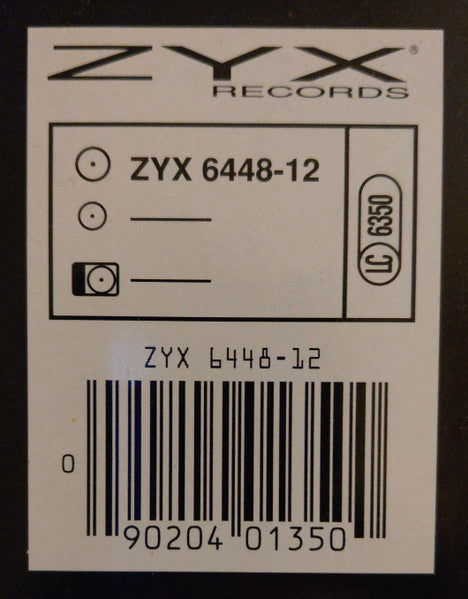 ZYX®
RECORDS
ZYX 6448-12
LC 6350
ZYX 6448-12
0 90204 01350